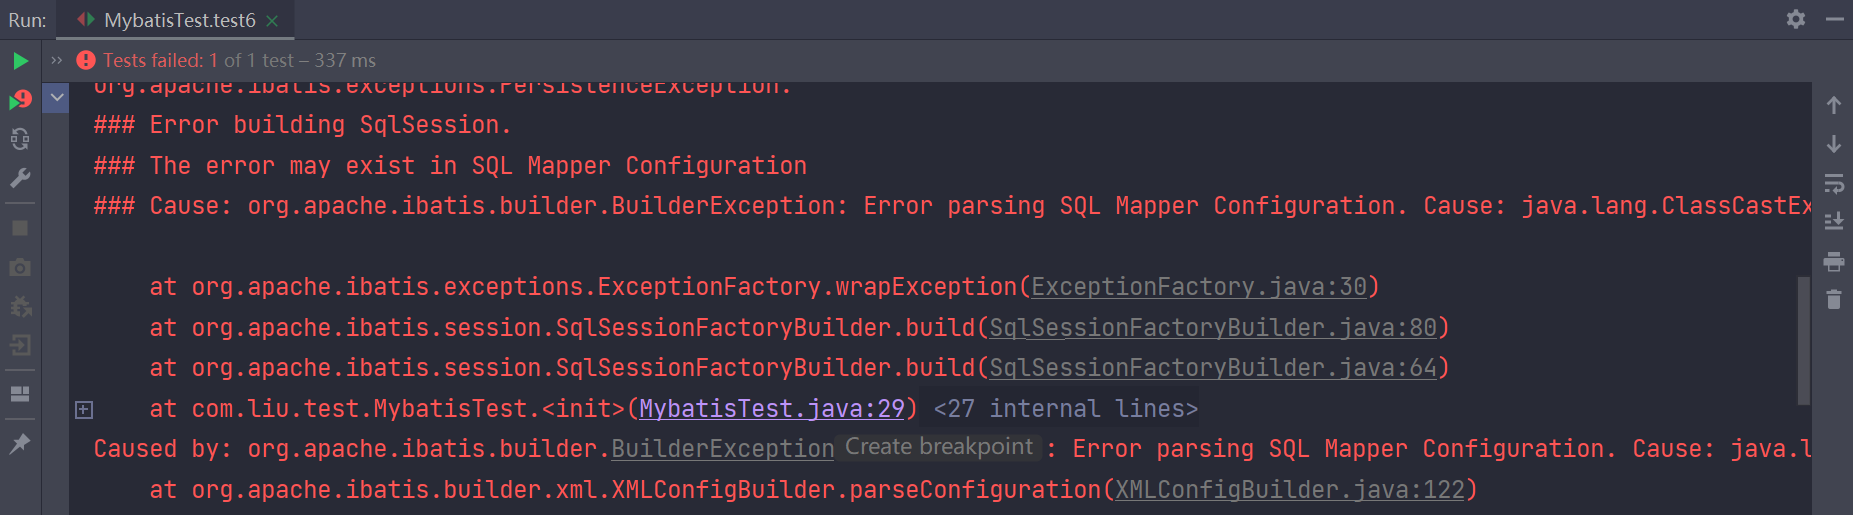 Run: MybatisTest.test6 ×
» Tests failed: 1 of 1 test – 337 ms
org.apache.ibatis.exceptions.PersistenceException:
### Error building SqlSession.
### The error may exist in SQL Mapper Configuration
### Cause: org.apache.ibatis.builder.BuilderException: Error parsing SQL Mapper Configuration. Cause: java.lang.ClassCastEx
at org.apache.ibatis.exceptions.ExceptionFactory.wrapException(ExceptionFactory.java:30)
at org.apache.ibatis.session.SqlSessionFactoryBuilder.build(SqlSessionFactoryBuilder.java:80)
at org.apache.ibatis.session.SqlSessionFactoryBuilder.build(SqlSessionFactoryBuilder.java:64)
at com.liu.test.MybatisTest.<init>(MybatisTest.java:29) <27 internal lines>
Caused by: org.apache.ibatis.builder.BuilderException Create breakpoint : Error parsing SQL Mapper Configuration. Cause: java.l
at org.apache.ibatis.builder.xml.XMLConfigBuilder.parseConfiguration(XMLConfigBuilder.java:122)